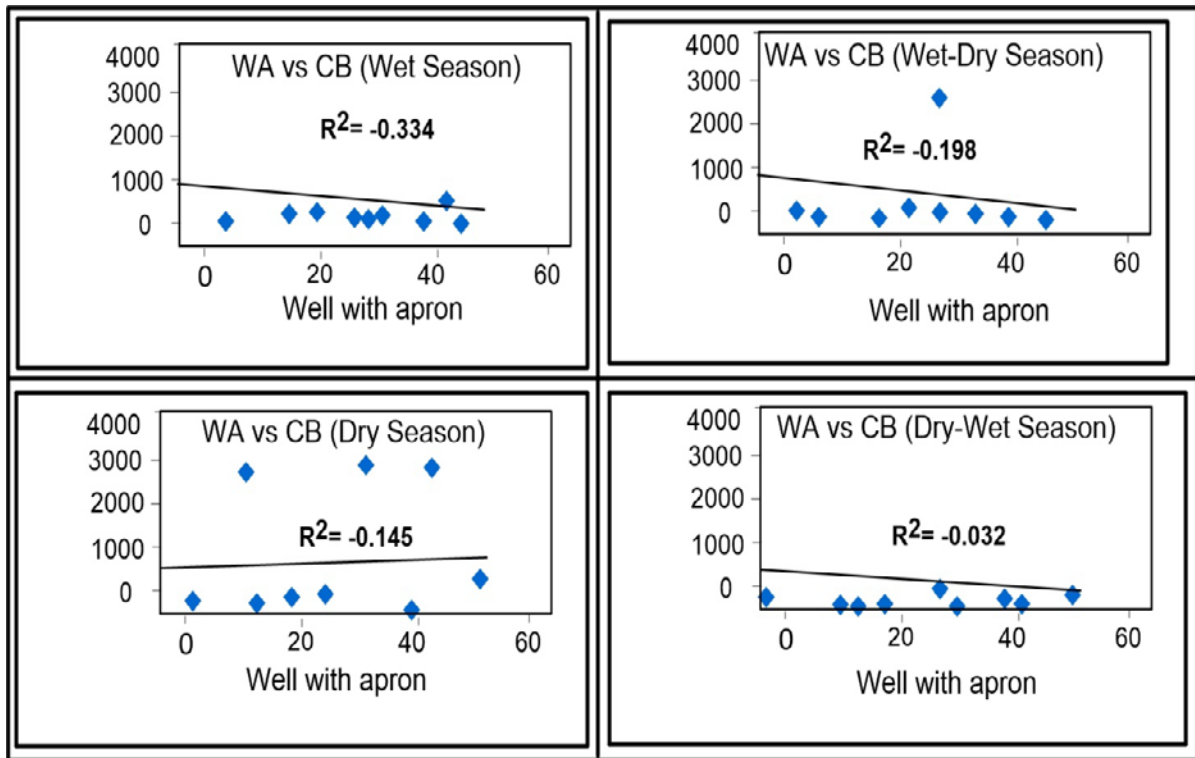 4000
WA vs CB (Wet Season)
3000
R²= -0.334
2000
1000
0
0 20 40 60
Well with apron
4000
WA vs CB (Wet-Dry Season)
3000
2000
R²= -0.198
1000
0
0 20 40 60
Well with apron
4000
WA vs CB (Dry Season)
3000
2000
R²= -0.145
1000
0
0 20 40 60
Well with apron
4000
WA vs CB (Dry-Wet Season)
3000
2000
R²= -0.032
1000
0
0 20 40 60
Well with apron